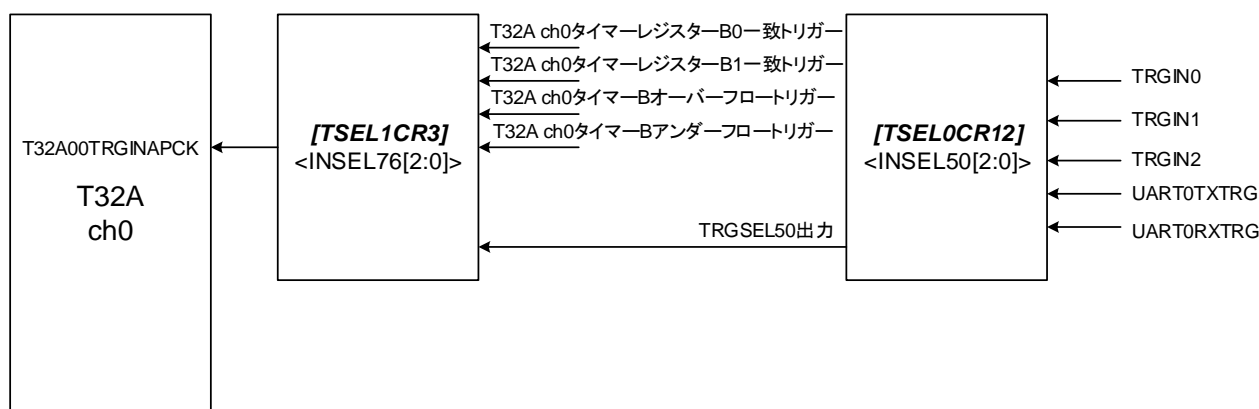 T32A00TRGINAPCK
T32A
ch0
[TSEL1CR3]
<INSEL76[2:0]>
T32A ch0タイマーレジスターB0一致トリガー
T32A ch0タイマーレジスターB1一致トリガー
T32A ch0タイマーBオーバーフロートリガー
T32A ch0タイマーBアンダーフロートリガー
TRGSEL50出力
[TSEL0CR12]
<INSEL50[2:0]>
TRGIN0
TRGIN1
TRGIN2
UART0TXTRG
UART0RXTRG